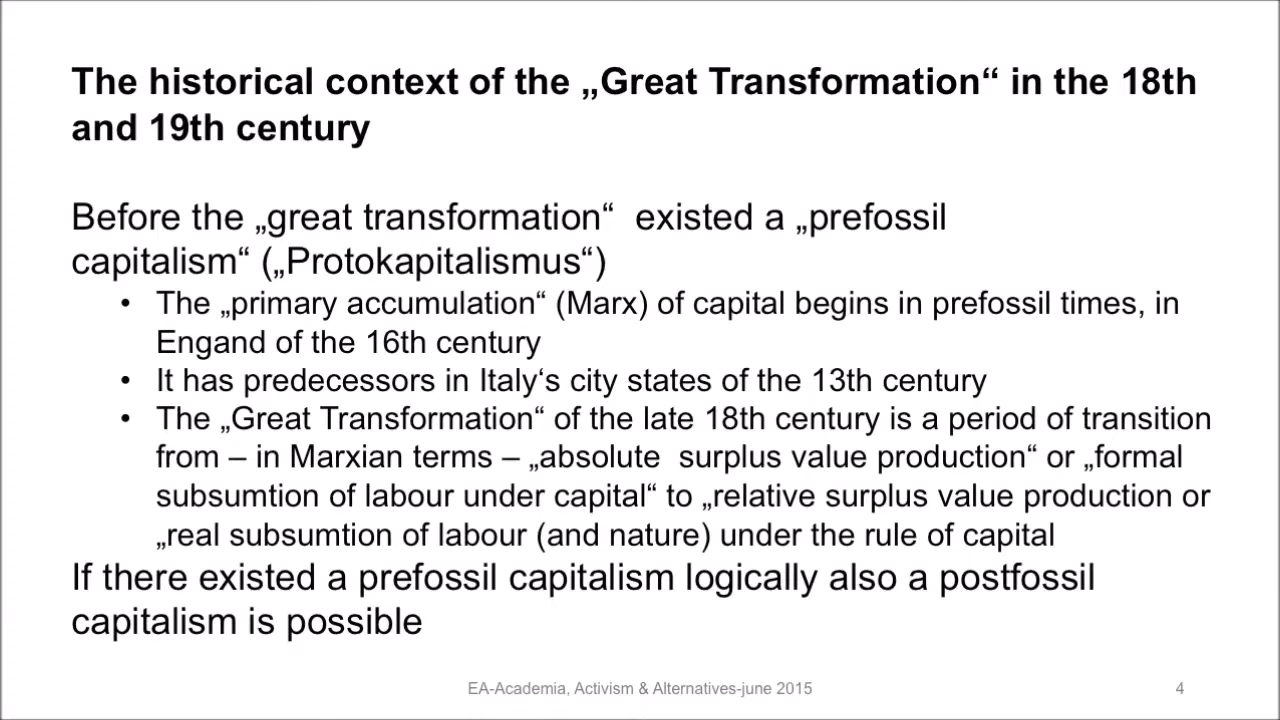 The historical context of the „Great Transformation“ in the 18th
and 19th century
Before the „great transformation“  existed a „prefossil
capitalism“ („Protokapitalismus“)
• The „primary accumulation“ (Marx) of capital begins in prefossil times, in
Engand of the 16th century
• It has predecessors in Italy‘s city states of the 13th century
• The „Great Transformation“ of the late 18th century is a period of transition
from – in Marxian terms – „absolute  surplus value production“ or „formal
subsumtion of labour under capital“ to „relative surplus value production or
„real subsumtion of labour (and nature) under the rule of capital
If there existed a prefossil capitalism logically also a postfossil
capitalism is possible
EA-Academia, Activism & Alternatives-june 2015
4